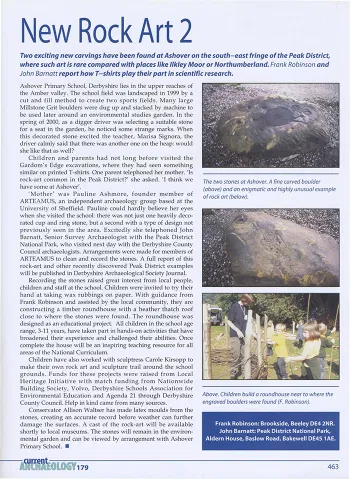 New Rock Art 2
Two exciting new carvings have been found at Ashover on the south-east fringe of the Peak District,
where such art is rare compared with places like Ilkley Moor or Northumberland. Frank Robinson and
John Barnatt report how T-shirts play their part in scientific research.
Ashover Primary School, Derbyshire lies in the upper reaches of
the Amber valley. The school field was landscaped in 1999 by a
cut and fill method to create two sports fields. Many large
Millstone Grit boulders were dug up and stacked by machine to
be used later around an environmental studies garden. In the
spring of 2000, as a digger driver was selecting a suitable stone
for a seat in the garden, he noticed some strange marks. When
this decorated stone excited the teacher, Marisa Signora, the
driver calmly said that there was another one on the heap: would
she like that as well?
Children and parents had not long before visited the
Gardom's Edge excavations, where they had seen something
similar on printed T-shirts. One parent telephoned her mother. 'Is
rock-art common in the Peak District?' she asked. 'I think we
have some at Ashover'.
'Mother' was Pauline Ashmore, founder member of
ARTEAMUS, an independent archaeology group based at the
University of Sheffield. Pauline could hardly believe her eyes
when she visited the school: there was not just one heavily deco-
rated cup and ring stone, but a second with a type of design not
previously seen in the area. Excitedly she telephoned John
Barnatt, Senior Survey Archaeologist with the Peak District
National Park, who visited next day with the Derbyshire County
Council archaeologists. Arrangements were made for members of
ARTEAMUS to clean and record the stones. A full report of this
rock-art and other recently discovered Peak District examples
will be published in Derbyshire Archaeological Society Journal.
Recording the stones raised great interest from local people,
children and staff at the school. Children were invited to try their
hand at taking wax rubbings on paper. With guidance from
Frank Robinson and assisted by the local community, they are
constructing a timber roundhouse with a heather thatch roof
close to where the stones were found. The roundhouse was
designed as an educational project. All children in the school age
range, 3-11 years, have taken part in hands-on activities that have
broadened their experience and challenged their abilities. Once
complete the house will be an inspiring teaching resource for all
areas of the National Curriculum.
Children have also worked with sculptress Carole Kirsopp to
make their own rock art and sculpture trail around the school
grounds. Funds for these projects were raised from Local
Heritage Initiative with match funding from Nationwide
Building Society, Volvo, Derbyshire Schools Association for
Environmental Education and Agenda 21 through Derbyshire
County Council. Help in kind came from many sources.
Conservator Allison Walster has made latex moulds from the
stones, creating an accurate record before weather can further
damage the surfaces. A cast of the rock-art will be available
shortly to local museums. The stones will remain in the environ-
mental garden and can be viewed by arrangement with Ashover
Primary School.
The two stones at Ashover. A fine carved boulder
(above) and an enigmatic and highly unusual example
of rock art (below).
Above. Children build a roundhouse near to where the
engraved boulders were found (F. Robinson).
Frank Robinson: Brookside, Beeley DE4 2NR.
John Barnatt: Peak District National Park,
Aldern House, Baslow Road, Bakewell DE45 1AE.
current
ARCHAEOLOGY 179
463